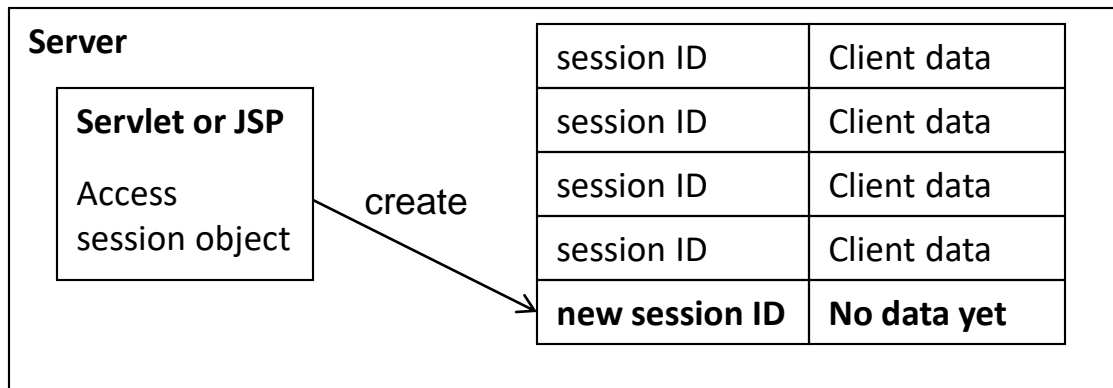 Server
Servlet or JSP
Access
session object
create
session ID Client data
session ID Client data
session ID Client data
session ID Client data
new session ID No data yet